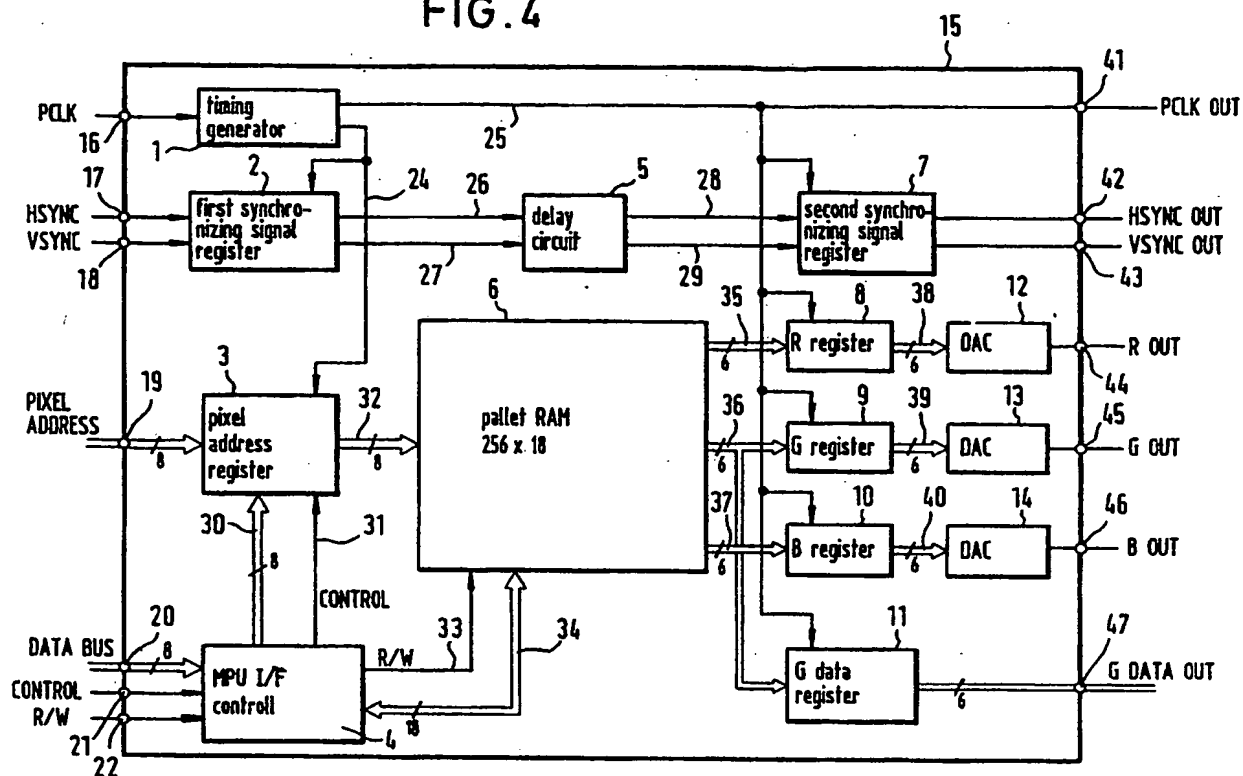 FIG.4
15
41
PCLK
16
timing
generator
1
25
PCLK OUT
17
2
24
26
5
28
7
42
HSYNC
VSYNC
18
first synchro-
nizing signal
register
27
delay
circuit
29
second synchro-
nizing signal
register
HSYNC OUT
VSYNC OUT
43
6
35
8
38
12
R register
6
6
DAC
R OUT
44
3
19
PIXEL
ADDRESS
8
pixel
address
register
32
8
pallet RAM
256 x 18
36
6
9
G register
39
6
13
DAC
45
G OUT
30
8
31
CONTROL
37
6
10
B register
40
6
14
DAC
46
B OUT
20
DATA BUS
8
CONTROL
R/W
21
22
MPU I/F
controll
4
R/W
33
34
18
11
G data
register
6
47
G DATA OUT